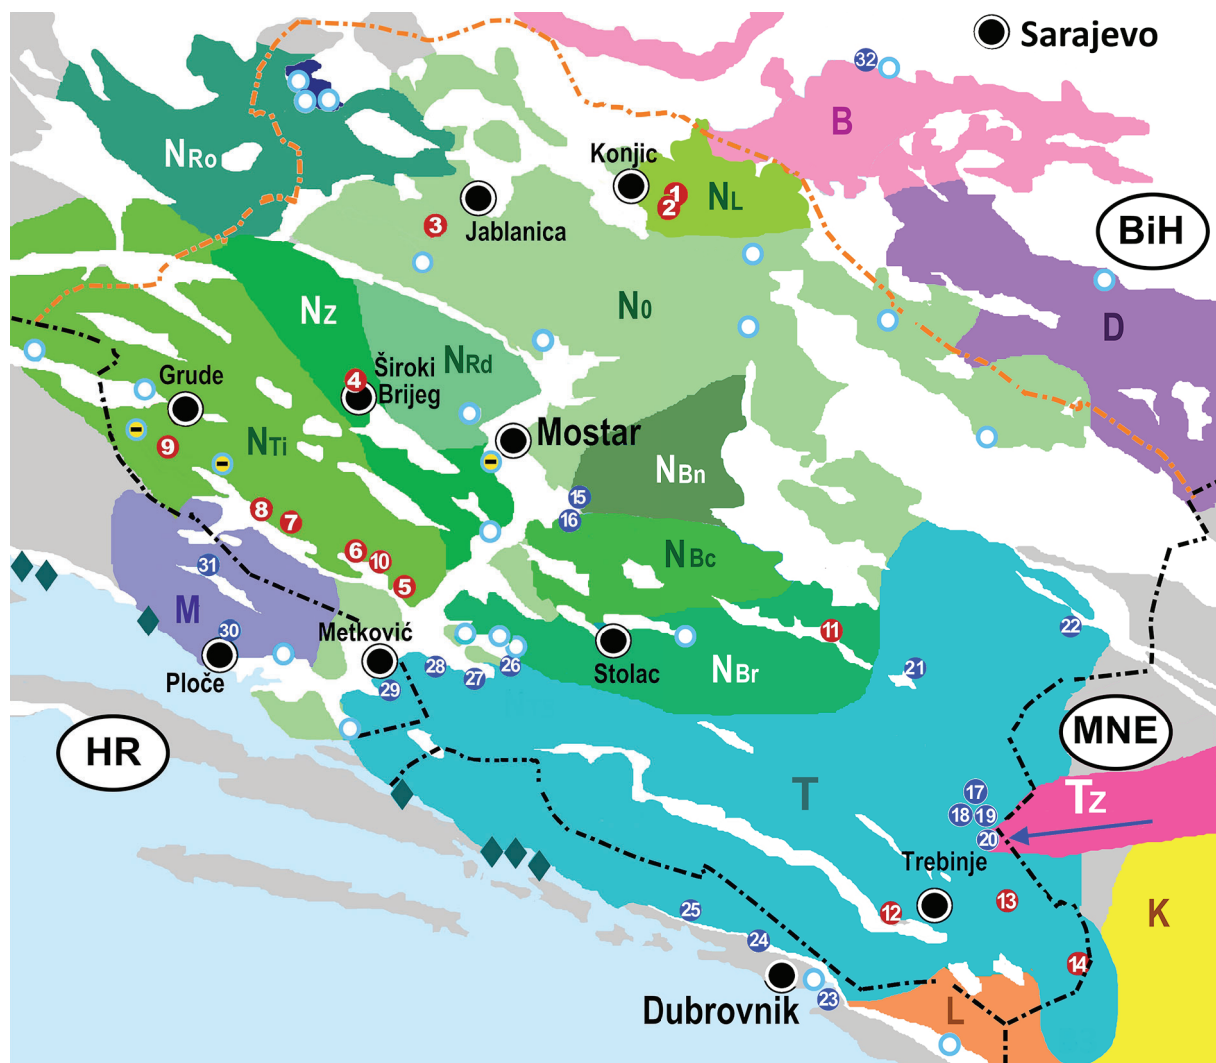 Sarajevo
32
B
NRo
Konjic
1
NL
2
Jablanica
3
BiH
Nz
N0
D
Široki
Brijeg
4
NRd
Grude
Mostar
9
NTi
NBn
15
16
8
7
6
10
5
NBc
31
M
30
Ploče
Metković
28
27
26
29
Stolac
11
NBr
22
21
HR
MNE
T
17
18
19
20
Tz
Trebinje
12
13
14
K
25
24
23
Dubrovnik
L